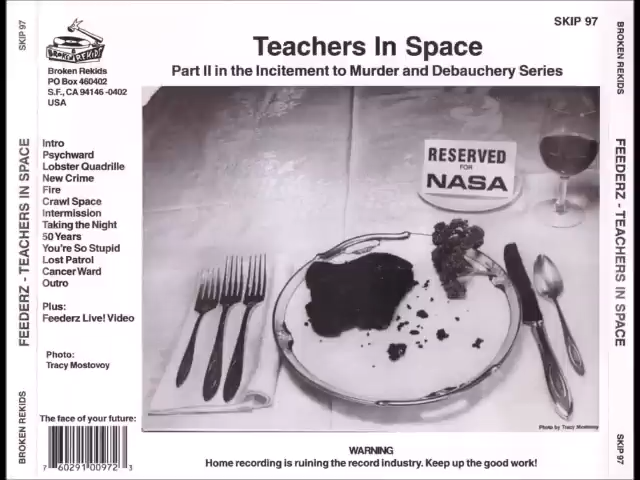 SKIP 97
BROKEN REKIDS
Broken Rekids
PO Box 460402
S.F., CA 94146 -0402
USA
SKIP 97
Teachers In Space
Part II in the Incitement to Murder and Debauchery Series
BROKEN REKIDS
FEEDERZ - TEACHERS IN SPACE
Intro
Psychward
Lobster Quadrille
New Crime
Fire
Crawl Space
Intermission
Taking the Night
50 Years
You're So Stupid
Lost Patrol
Cancer Ward
Outro
Plus:
Feederz Live! Video
Photo:
Tracy Mostovoy
RESERVED
FOR
NASA
FEEDERZ - TEACHERS IN SPACE
Photo by Tracy Mostovoy
The face of your future:
7 60291 00972 3
BROKEN REKIDS
WARNING
Home recording is ruining the record industry. Keep up the good work!
SKIP 97